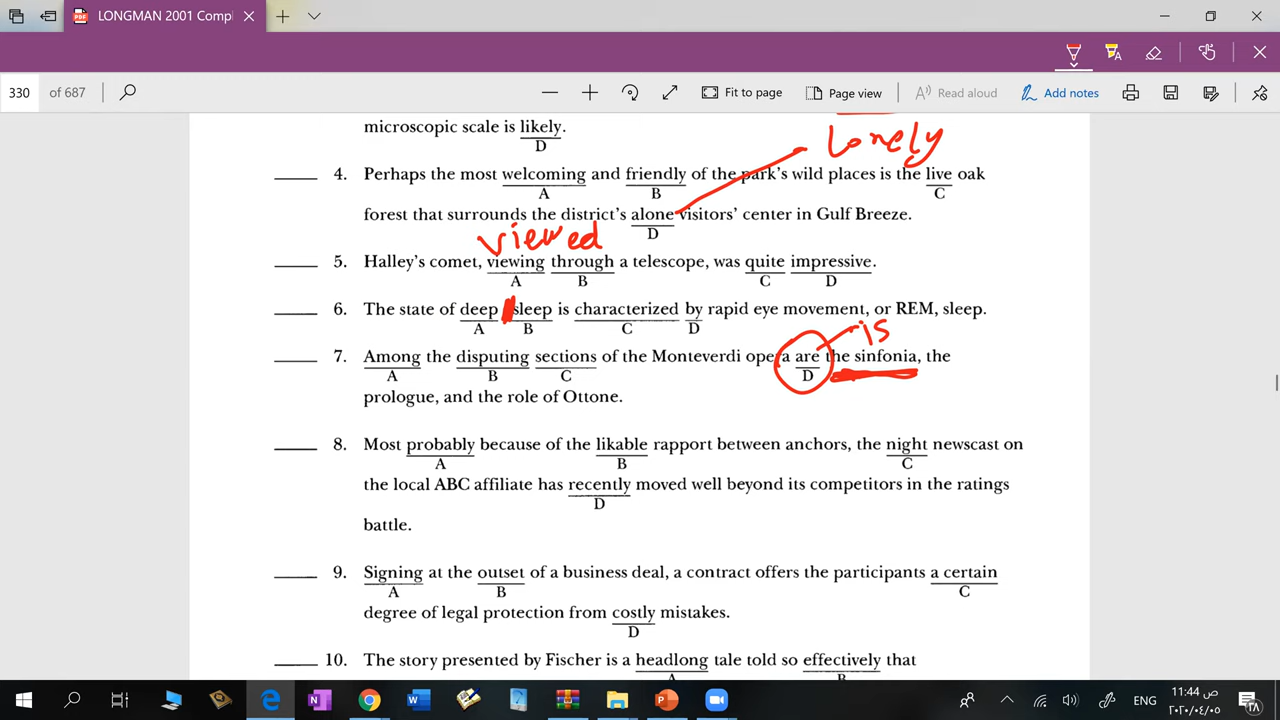 LONGMAN 2001 Compl
330 of 687
Fit to page
Page view
Read aloud
Add notes
microscopic scale is likely.
D
lonely
4. Perhaps the most welcoming and friendly of the park's wild places is the live oak
A B C
forest that surrounds the district's alone visitors' center in Gulf Breeze.
D
viewed
5. Halley's comet, viewing through a telescope, was quite impressive.
A B C D
6. The state of deep sleep is characterized by rapid eye movement, or REM, sleep.
A B C D
is
7. Among the disputing sections of the Monteverdi opera are the sinfonia, the
A B C D
prologue, and the role of Ottone.
8. Most probably because of the likable rapport between anchors, the night newscast on
A B C
the local ABC affiliate has recently moved well beyond its competitors in the ratings
D
battle.
9. Signing at the outset of a business deal, a contract offers the participants a certain
A B C
degree of legal protection from costly mistakes.
D
10. The story presented by Fischer is a headlong tale told so effectively that
A B
ENG
11:44 ص
٢٠٢٠/٠٤/٠٥